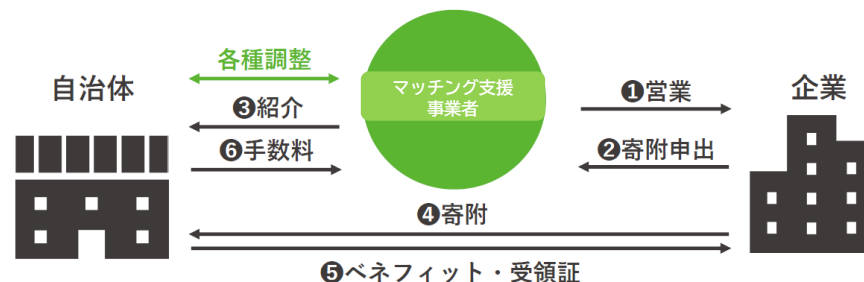 各種調整
自治体
マッチング支援
事業者
企業
❶営業
❸紹介
❷寄附申出
❻手数料
❹寄附
❺ベネフィット・受領証